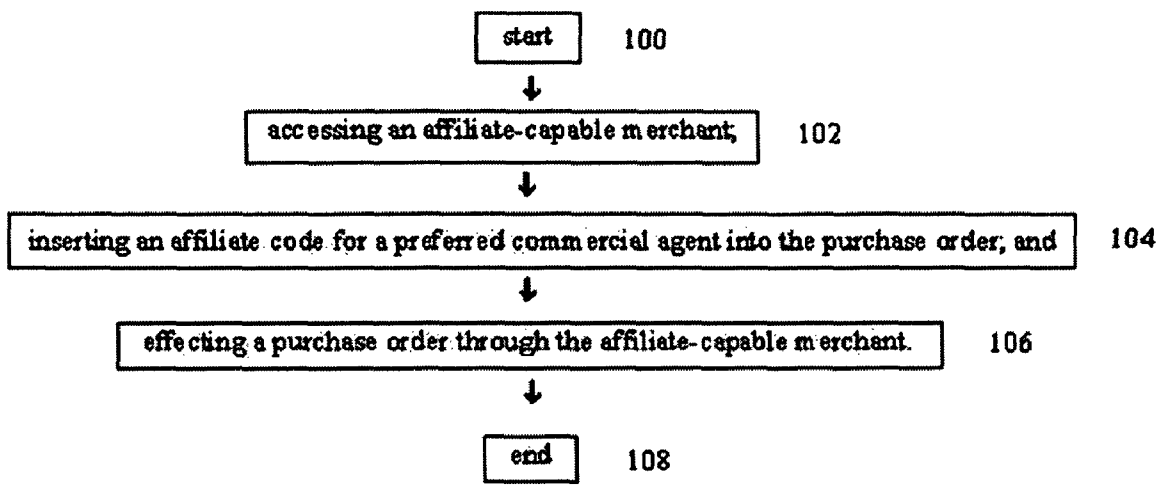 start 100
accessing an affiliate-capable merchant; 102
inserting an affiliate code for a preferred commercial agent into the purchase order; and 104
effecting a purchase order through the affiliate-capable merchant. 106
end 108